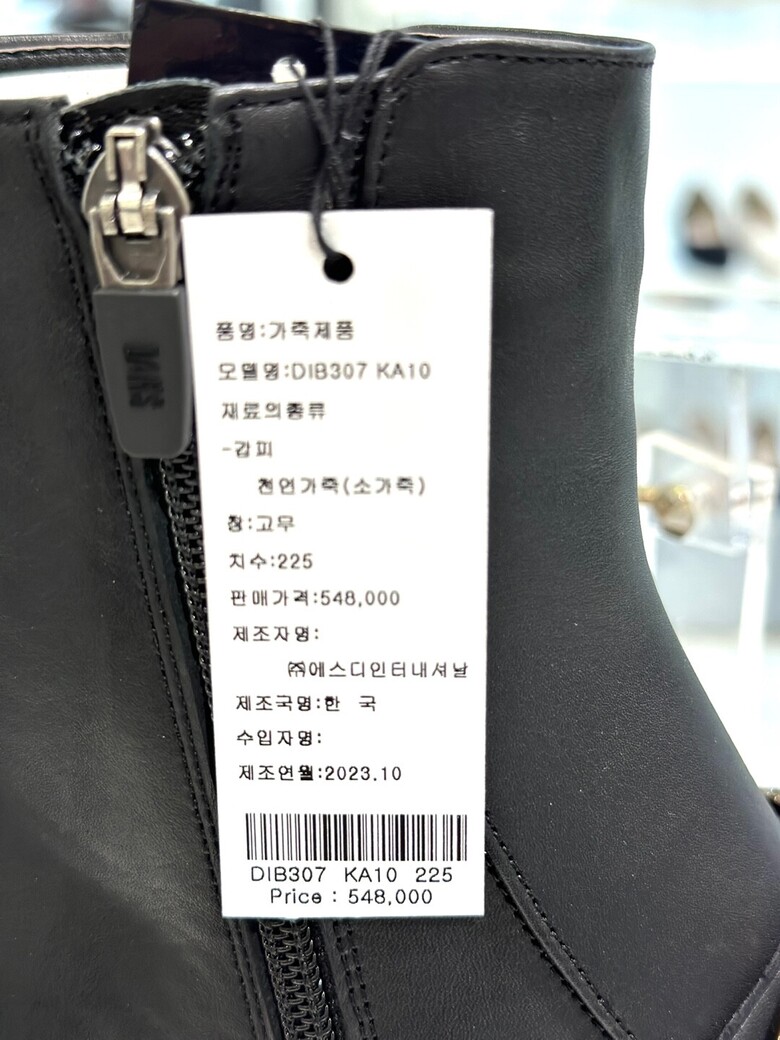 품명:가죽제품
모델명:DIB307 KA10
재료의종류
-갑피
천연가죽(소가죽)
창:고무
치수:225
판매가격:548,000
제조자명:
㈜에스디인터내셔날
제조국명:한 국
수입자명:
제조연월:2023.10
DIB307 KA10 225
Price : 548,000